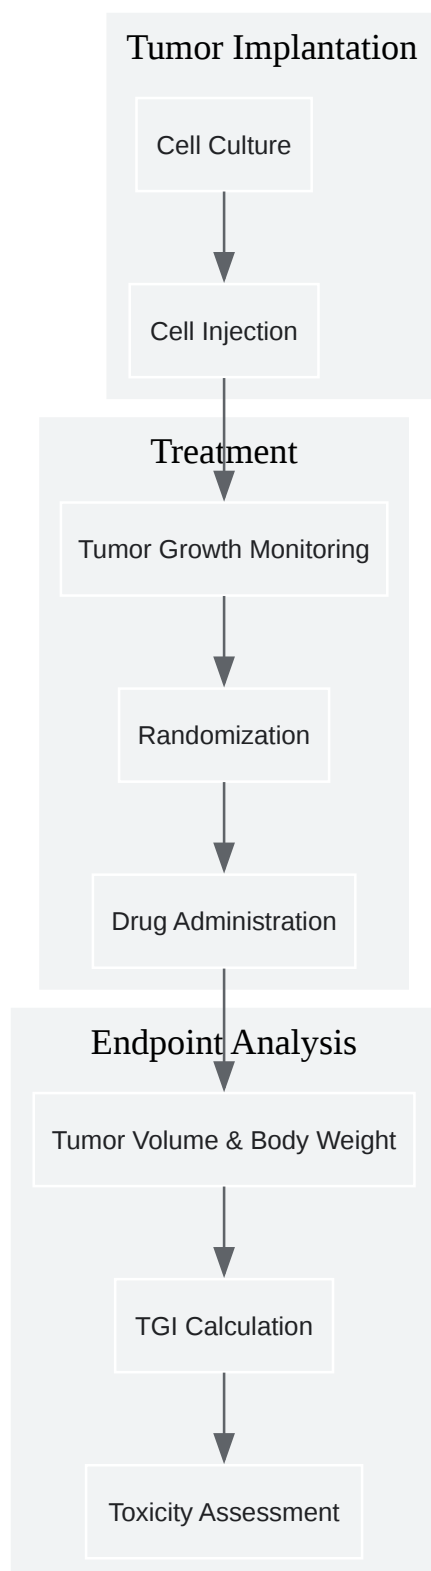 Tumor Implantation
Cell Culture
Cell Injection
Treatment
Tumor Growth Monitoring
Randomization
Drug Administration
Endpoint Analysis
Tumor Volume & Body Weight
TGI Calculation
Toxicity Assessment